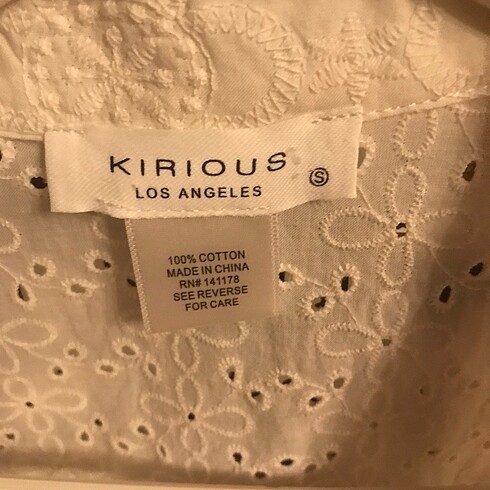 KIRIOUS
LOS ANGELES
S
100% COTTON
MADE IN CHINA
RN# 141178
SEE REVERSE
FOR CARE